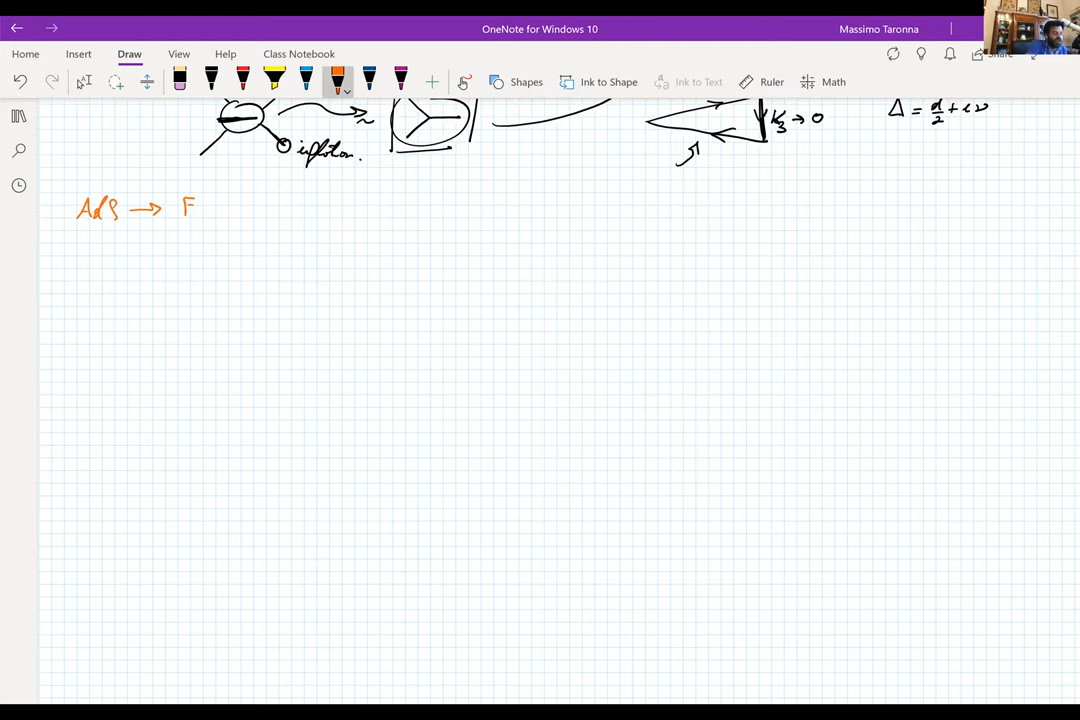 OneNote for Windows 10
Massimo Taronna
Home Insert Draw View Help Class Notebook Share
Shapes Ink to Shape Ink to Text Ruler Math
inflaton.
K₃ → 0
Δ = d/2 + iν
AdS → F